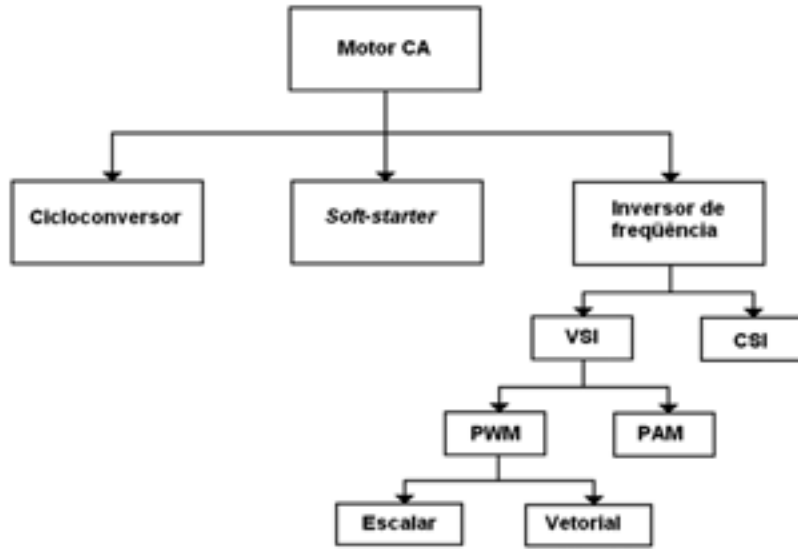 Motor CA
Cicloconversor
Soft-starter
Inversor de
freqüência
VSI
CSI
PWM
PAM
Escalar
Vetorial